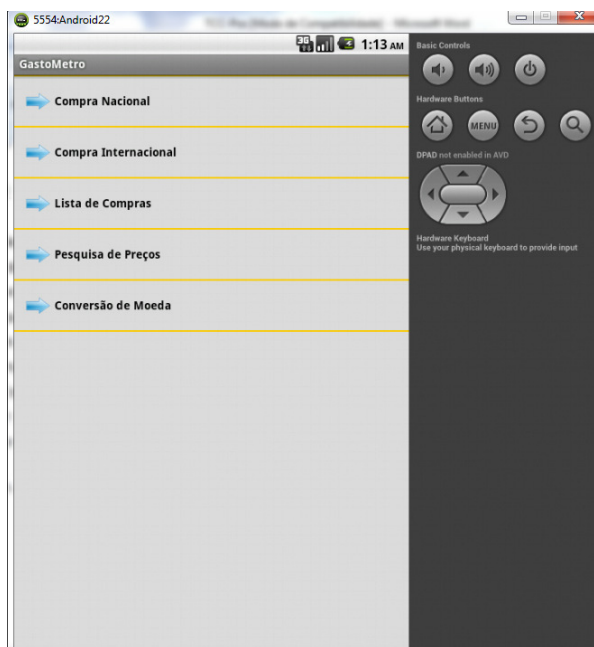 5554:Android22
3G
1:13 AM
GastoMetro
Compra Nacional
Compra Internacional
Lista de Compras
Pesquisa de Preços
Conversão de Moeda
Basic Controls
Hardware Buttons
MENU
DPAD not enabled in AVD
Hardware Keyboard
Use your physical keyboard to provide input